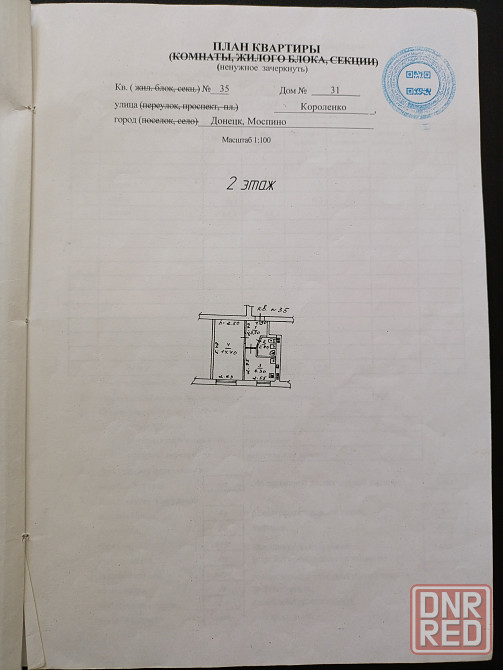 ПЛАН КВАРТИРЫ
(КОМНАТЫ, ЖИЛОГО БЛОКА, СЕКЦИИ)
(ненужное зачеркнуть)
Кв. ( жил. блок, секц.) № 35 Дом № 31
улица (переулок, проспект, пл.) Короленко ,
город (поселок, село) Донецк, Моспино
Масштаб 1:100
2 этаж
кв. №35
DNR
RED